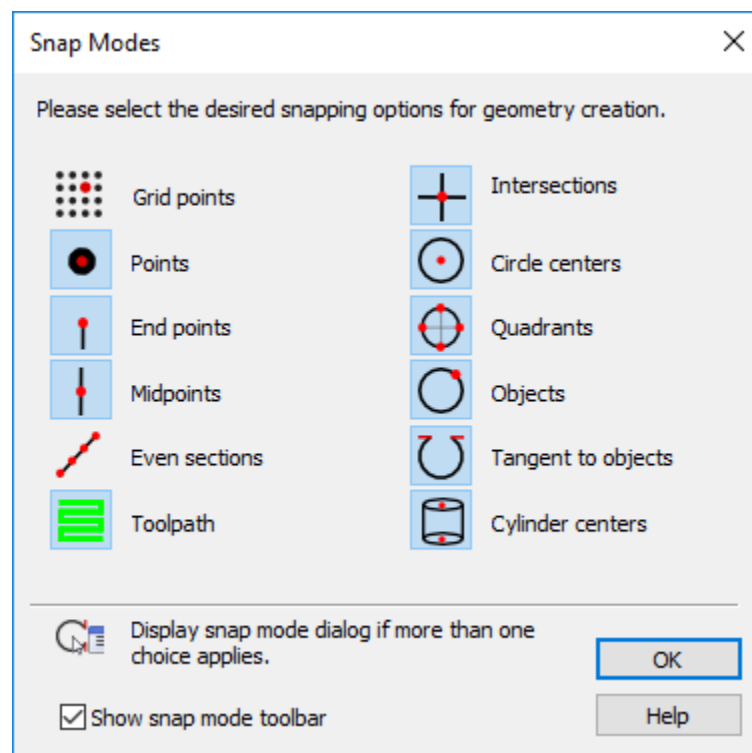 Snap Modes
Please select the desired snapping options for geometry creation.
Grid points
Intersections
Points
Circle centers
End points
Quadrants
Midpoints
Objects
Even sections
Tangent to objects
Toolpath
Cylinder centers
Display snap mode dialog if more than one
choice applies.
OK
Show snap mode toolbar
Help